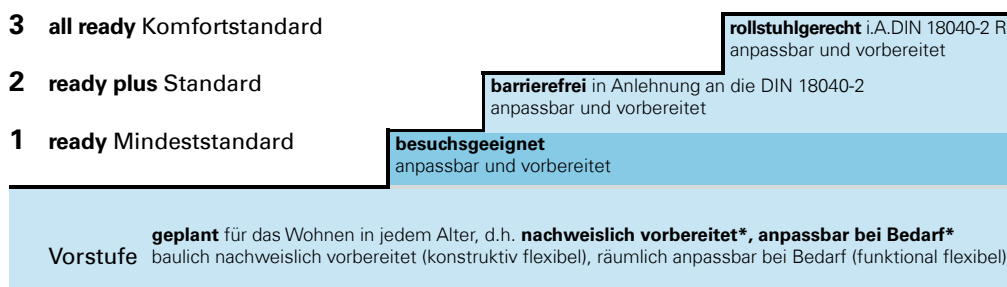 3 all ready Komfortstandard
rollstuhlgerecht i.A.DIN 18040-2 R
anpassbar und vorbereitet
2 ready plus Standard
barrierefrei in Anlehnung an die DIN 18040-2
anpassbar und vorbereitet
1 ready Mindeststandard
besuchsgeeignet
anpassbar und vorbereitet
geplant für das Wohnen in jedem Alter, d.h. nachweislich vorbereitet*, anpassbar bei Bedarf*
Vorstufe baulich nachweislich vorbereitet (konstruktiv flexibel), räumlich anpassbar bei Bedarf (funktional flexibel)